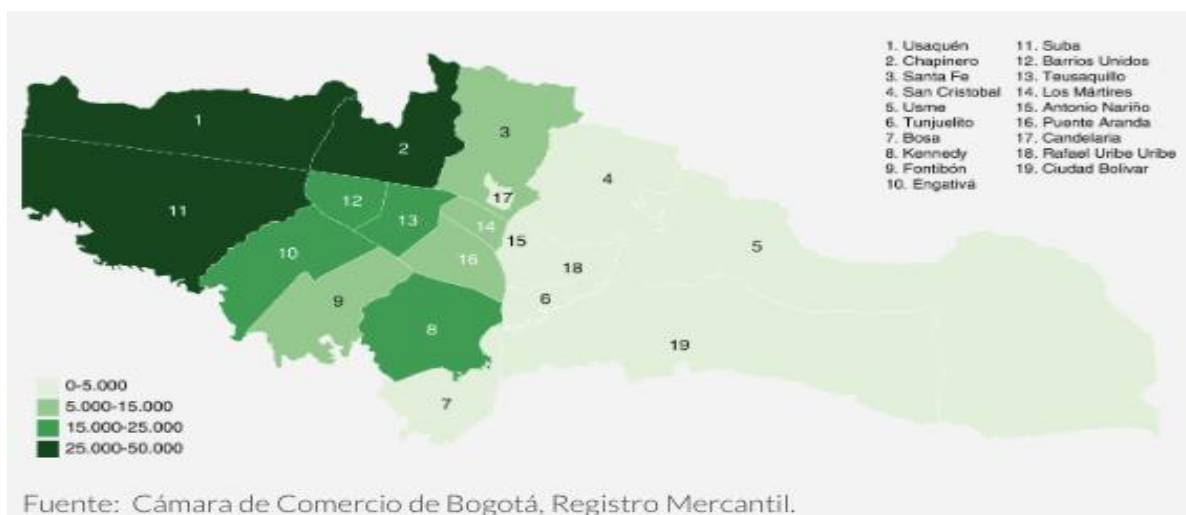 1. Usaquén
2. Chapinero
3. Santa Fe
4. San Cristobal
5. Usme
6. Tunjuelito
7. Bosa
8. Kennedy
9. Fontibón
10. Engativá
11. Suba
12. Barrios Unidos
13. Teusaquillo
14. Los Mártires
15. Antonio Nariño
16. Puente Aranda
17. Candelaria
18. Rafael Uribe Uribe
19. Ciudad Bolivar
1
2
3
4
17
12
11
13
14
15
5
10
16
18
9
6
8
19
7
0-5.000
5.000-15.000
15.000-25.000
25.000-50.000
Fuente: Cámara de Comercio de Bogotá, Registro Mercantil.